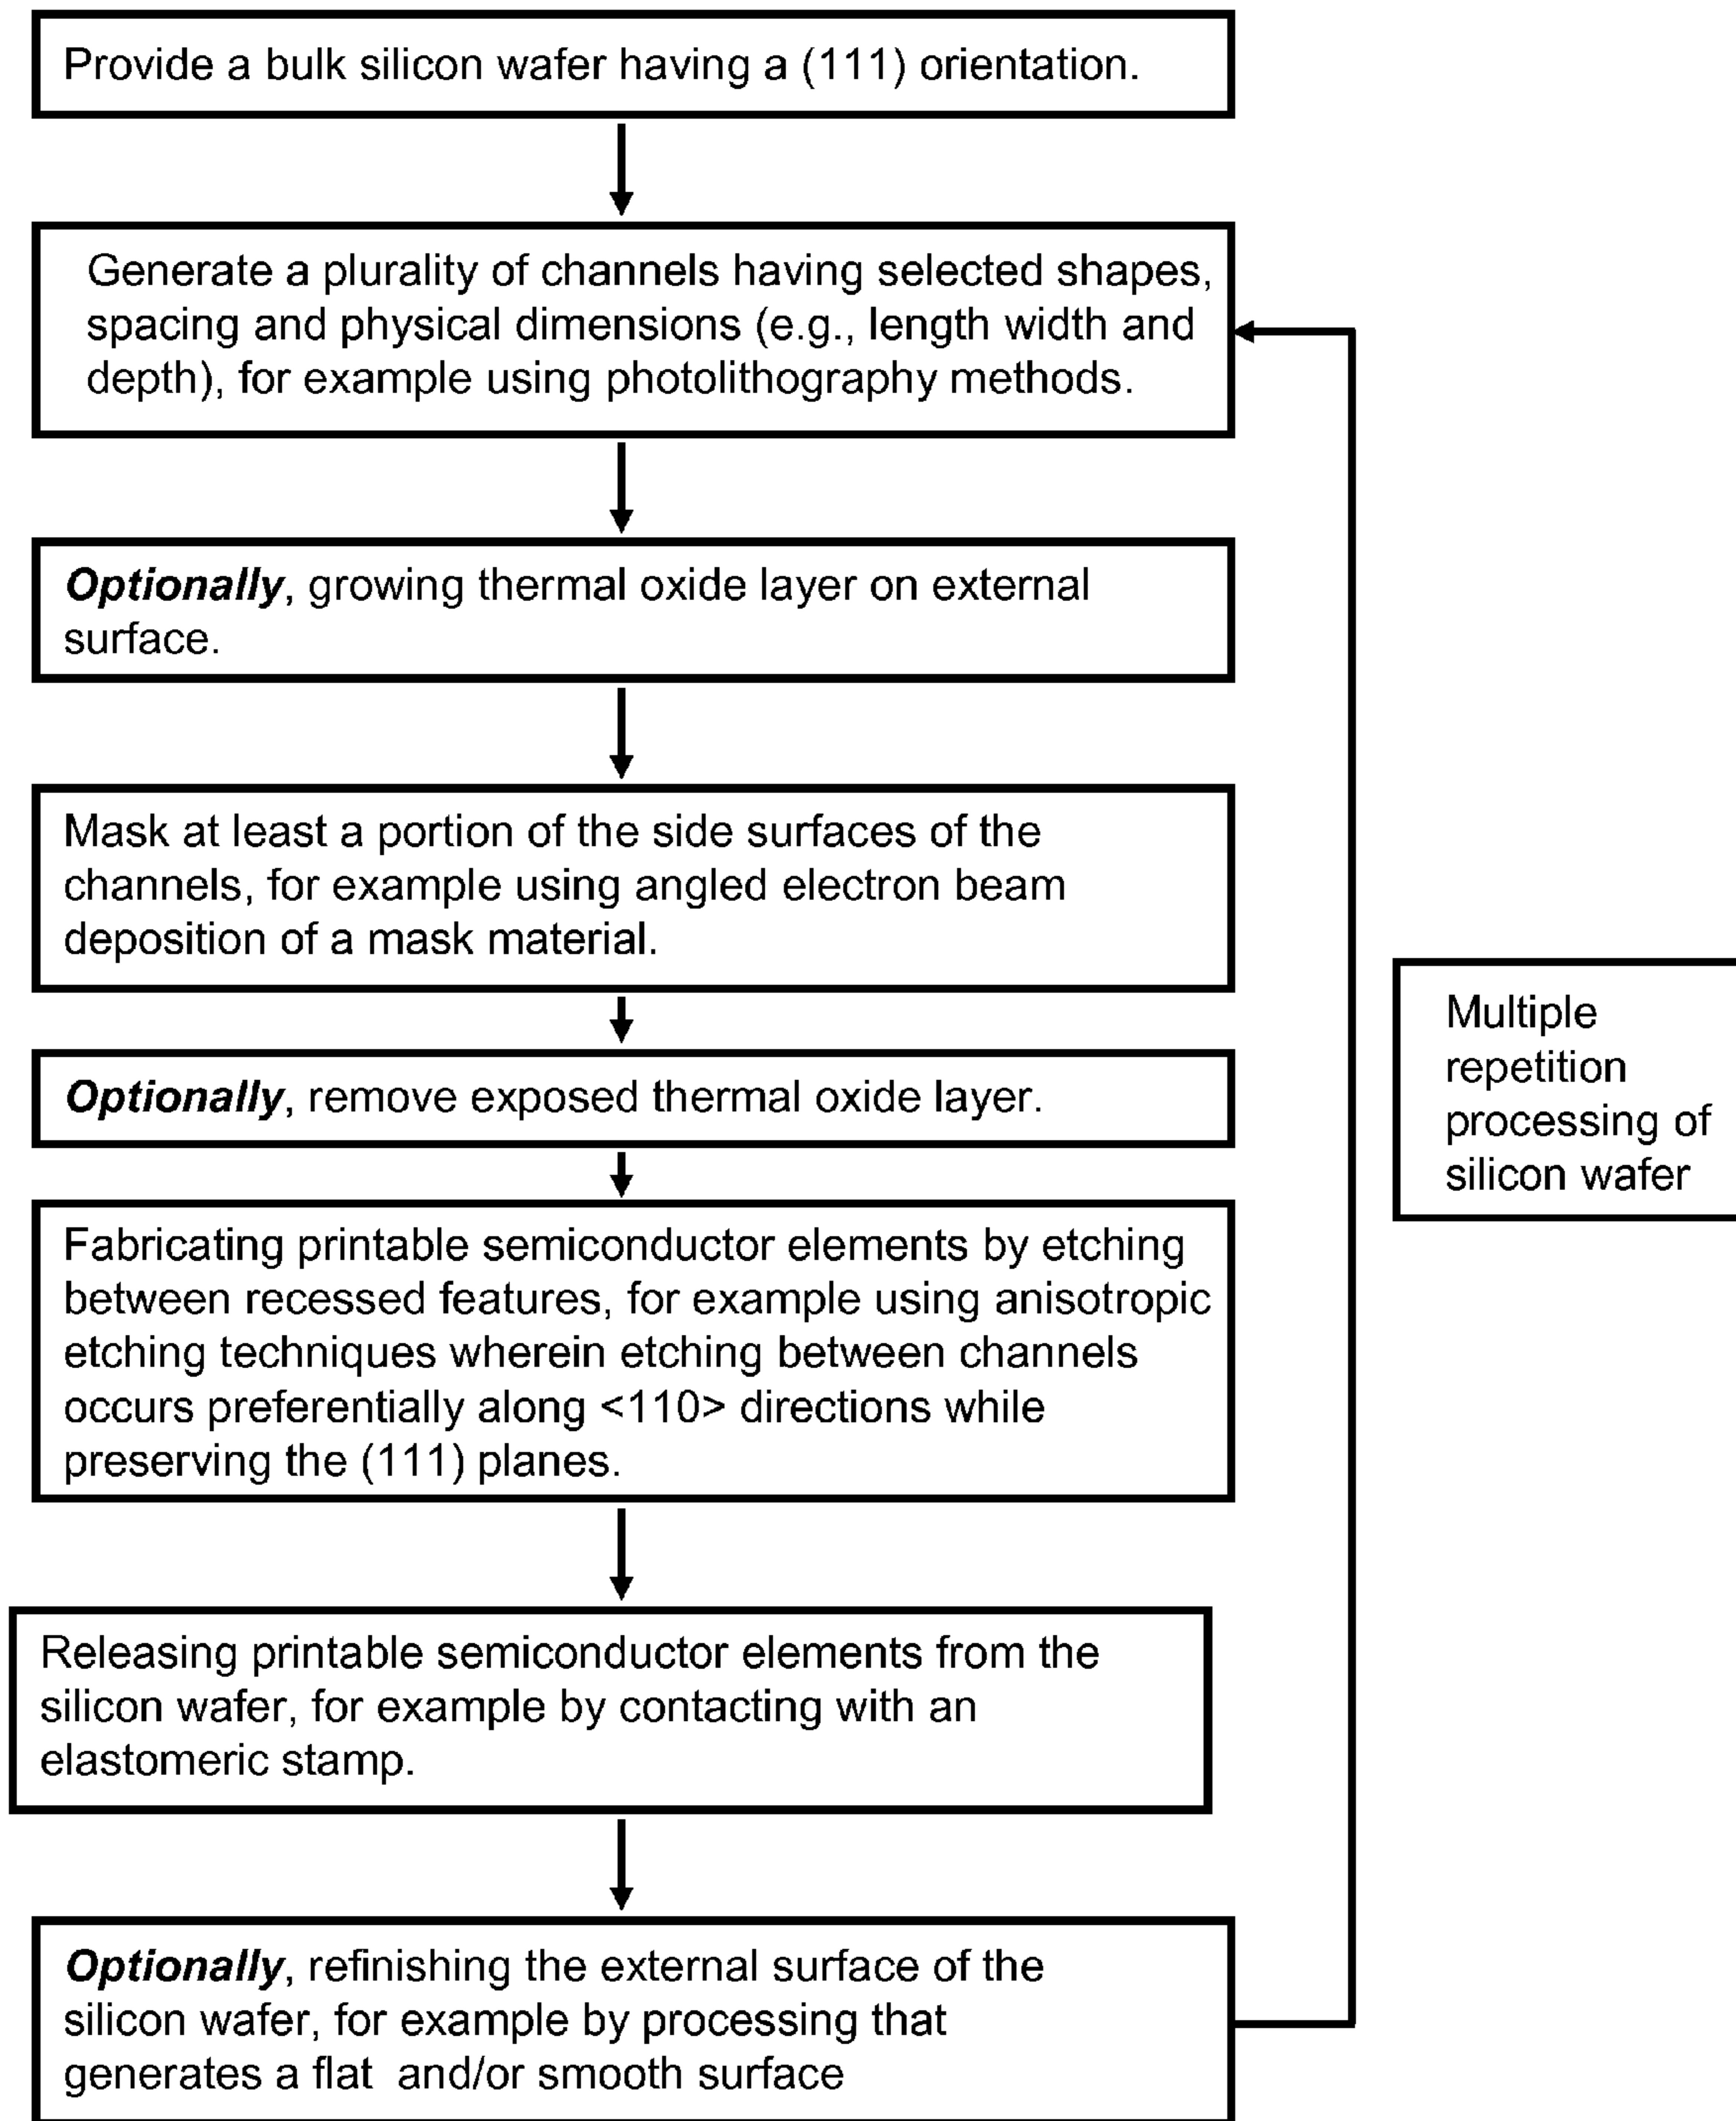 Provide a bulk silicon wafer having a (111) orientation.
Generate a plurality of channels having selected shapes,
spacing and physical dimensions (e.g., length width and
depth), for example using photolithography methods.
Optionally, growing thermal oxide layer on external
surface.
Mask at least a portion of the side surfaces of the
channels, for example using angled electron beam
deposition of a mask material.
Optionally, remove exposed thermal oxide layer.
Fabricating printable semiconductor elements by etching
between recessed features, for example using anisotropic
etching techniques wherein etching between channels
occurs preferentially along <110> directions while
preserving the (111) planes.
Releasing printable semiconductor elements from the
silicon wafer, for example by contacting with an
elastomeric stamp.
Optionally, refinishing the external surface of the
silicon wafer, for example by processing that
generates a flat and/or smooth surface
Multiple
repetition
processing of
silicon wafer